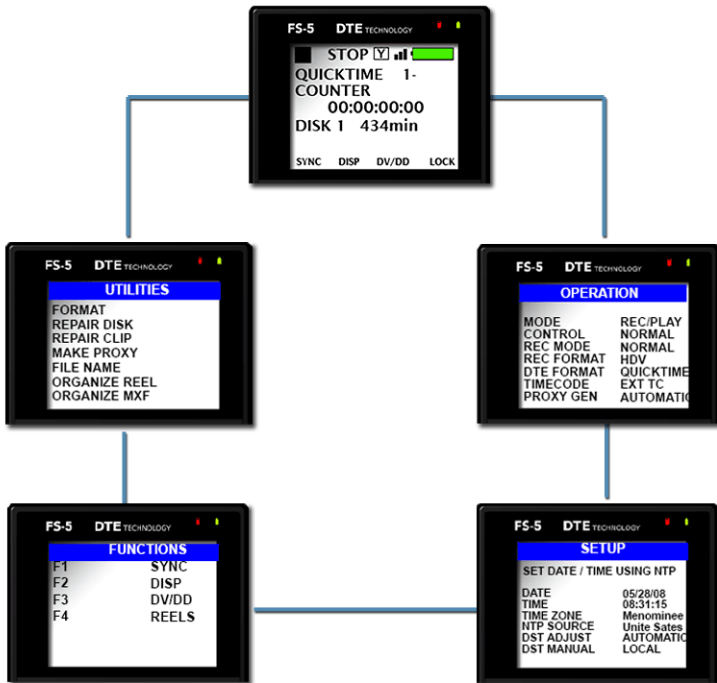 FS-5 DTE TECHNOLOGY
STOP Y
QUICKTIME 1-
COUNTER
00:00:00:00
DISK 1 434min
SYNC DISP DV/DD LOCK
FS-5 DTE TECHNOLOGY
UTILITIES
FORMAT
REPAIR DISK
REPAIR CLIP
MAKE PROXY
FILE NAME
ORGANIZE REEL
ORGANIZE MXF
FS-5 DTE TECHNOLOGY
OPERATION
MODE REC/PLAY
CONTROL NORMAL
REC MODE NORMAL
REC FORMAT HDV
DTE FORMAT QUICKTIME
TIMECODE EXT TC
PROXY GEN AUTOMATIC
FS-5 DTE TECHNOLOGY
FUNCTIONS
F1 SYNC
F2 DISP
F3 DV/DD
F4 REELS
FS-5 DTE TECHNOLOGY
SETUP
SET DATE / TIME USING NTP
DATE 05/28/08
TIME 08:31:15
TIME ZONE Menominee
NTP SOURCE Unite Sates
DST ADJUST AUTOMATIC
DST MANUAL LOCAL